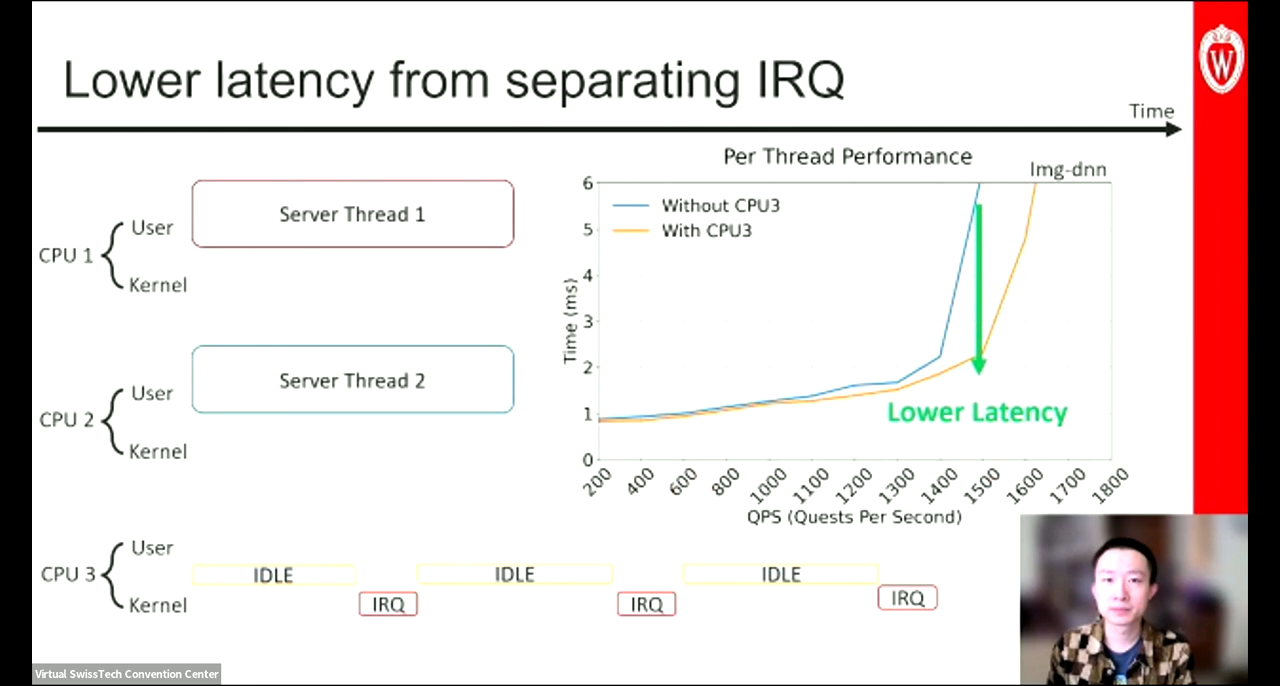 Lower latency from separating IRQ
W
Time
Per Thread Performance
Img-dnn
Without CPU3
With CPU3
Time (ms)
6
5
4
3
2
1
0
Lower Latency
200 400 600 800 1000 1100 1200 1300 1400 1500 1600 1700 1800
QPS (Quests Per Second)
CPU 1
User
Kernel
Server Thread 1
CPU 2
User
Kernel
Server Thread 2
CPU 3
User
Kernel
IDLE IDLE IDLE
IRQ IRQ IRQ
Virtual SwissTech Convention Center